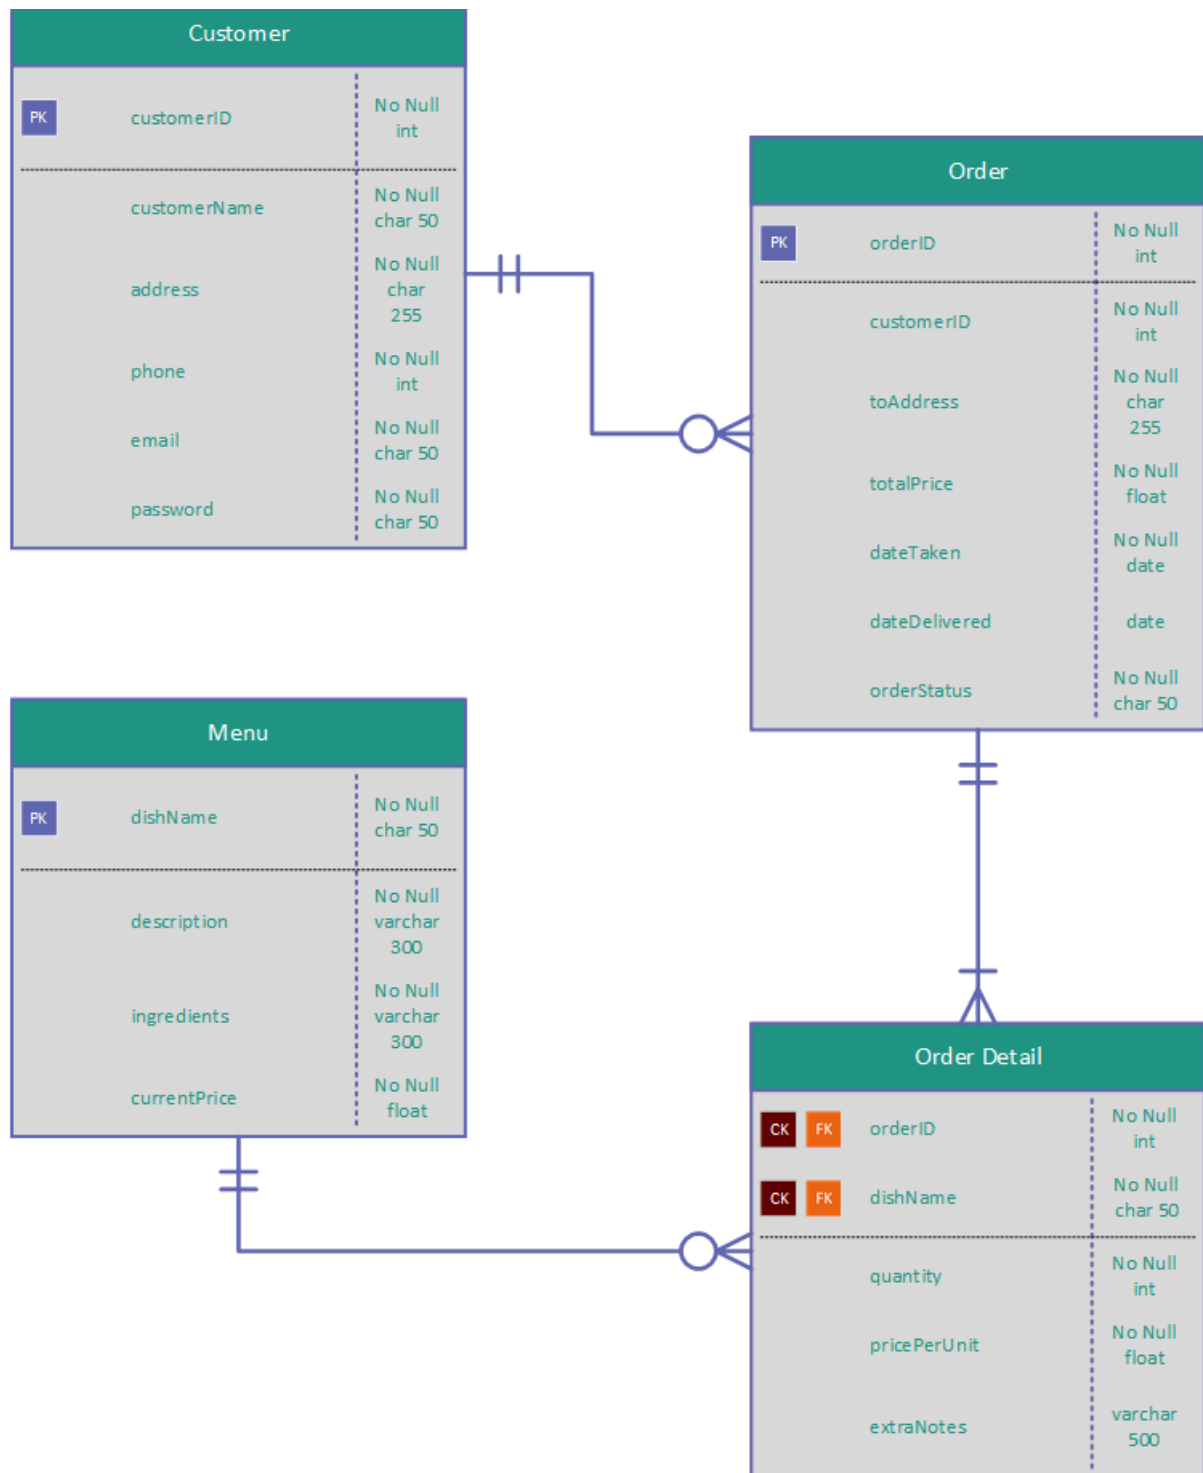 Customer
PK customerID No Null
int
customerName No Null
char 50
address No Null
char
255
phone No Null
int
email No Null
char 50
password No Null
char 50
Order
PK orderID No Null
int
customerID No Null
int
toAddress No Null
char
255
totalPrice No Null
float
dateTaken No Null
date
dateDelivered date
orderStatus No Null
char 50
Menu
PK dishName No Null
char 50
description No Null
varchar
300
ingredients No Null
varchar
300
currentPrice No Null
float
Order Detail
CK FK orderID No Null
int
CK FK dishName No Null
char 50
quantity No Null
int
pricePerUnit No Null
float
extraNotes varchar
500